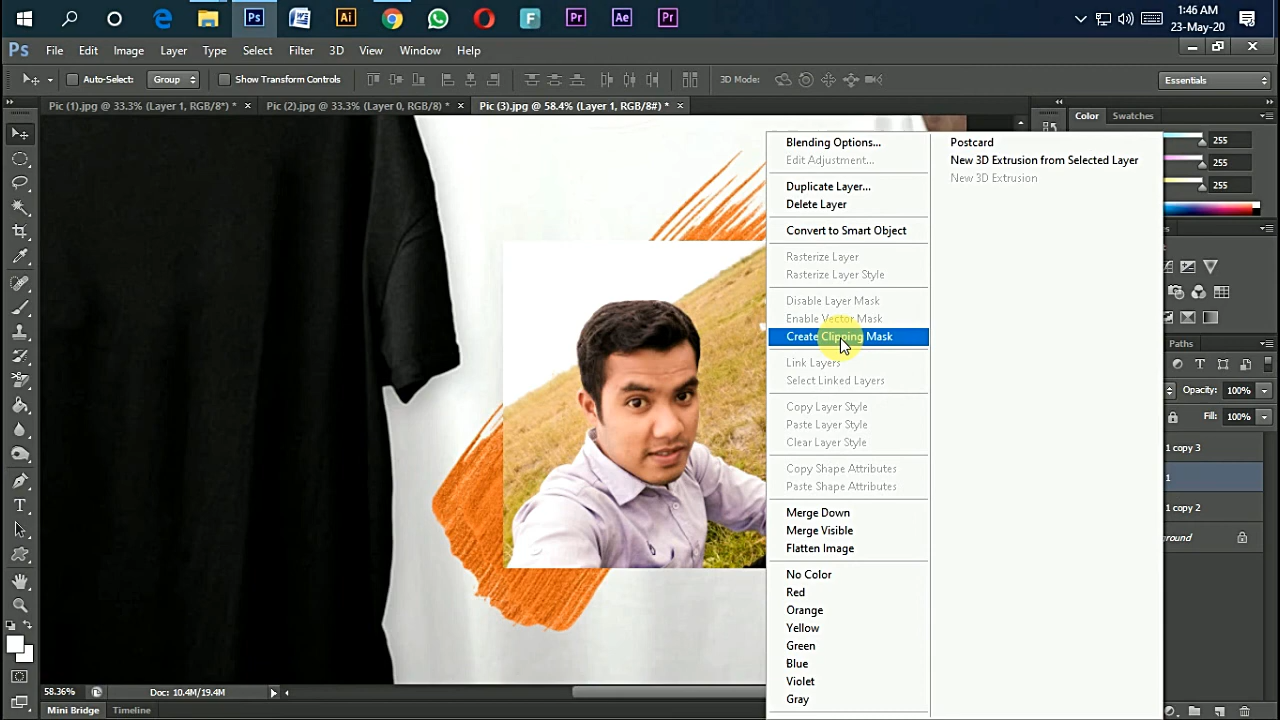 1:46 AM
23-May-20
Ps
W
Ai
F
Pr
Ae
Pr
Ps File Edit Image Layer Type Select Filter 3D View Window Help
Auto-Select: Group Show Transform Controls 3D Mode: Essentials
Pic (1).jpg @ 33.3% (Layer 1, RGB/8*) * × Pic (2).jpg @ 33.3% (Layer 0, RGB/8) * × Pic (3).jpg @ 58.4% (Layer 1, RGB/8#) * ×
Color Swatches
255
255
255
Blending Options...
Edit Adjustment...
Duplicate Layer...
Delete Layer
Convert to Smart Object
Rasterize Layer
Rasterize Layer Style
Disable Layer Mask
Enable Vector Mask
Create Clipping Mask
Link Layers
Select Linked Layers
Copy Layer Style
Paste Layer Style
Clear Layer Style
Copy Shape Attributes
Paste Shape Attributes
Merge Down
Merge Visible
Flatten Image
No Color
Red
Orange
Yellow
Green
Blue
Violet
Gray
Postcard
New 3D Extrusion from Selected Layer
New 3D Extrusion
Paths
Opacity: 100%
Fill: 100%
1 copy 3
1
1 copy 2
ground
58.36% Doc: 10.4M/19.4M
Mini Bridge Timeline